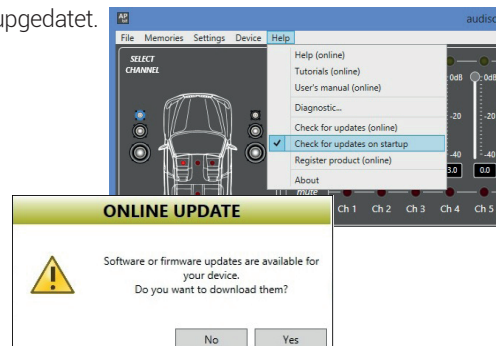 upgedatet.
AP
audiso
File Memories Settings Device Help
SELECT
CHANNEL
Help (online)
Tutorials (online)
User's manual (online)
Diagnostic...
Check for updates (online)
Check for updates on startup
Register product (online)
About
0dB 0dB
-20 -20
-40 -40
3.0 0.0
mute
Ch 1 Ch 2 Ch 3 Ch 4 Ch 5
ONLINE UPDATE
Software or firmware updates are available for
your device.
Do you want to download them?
No Yes